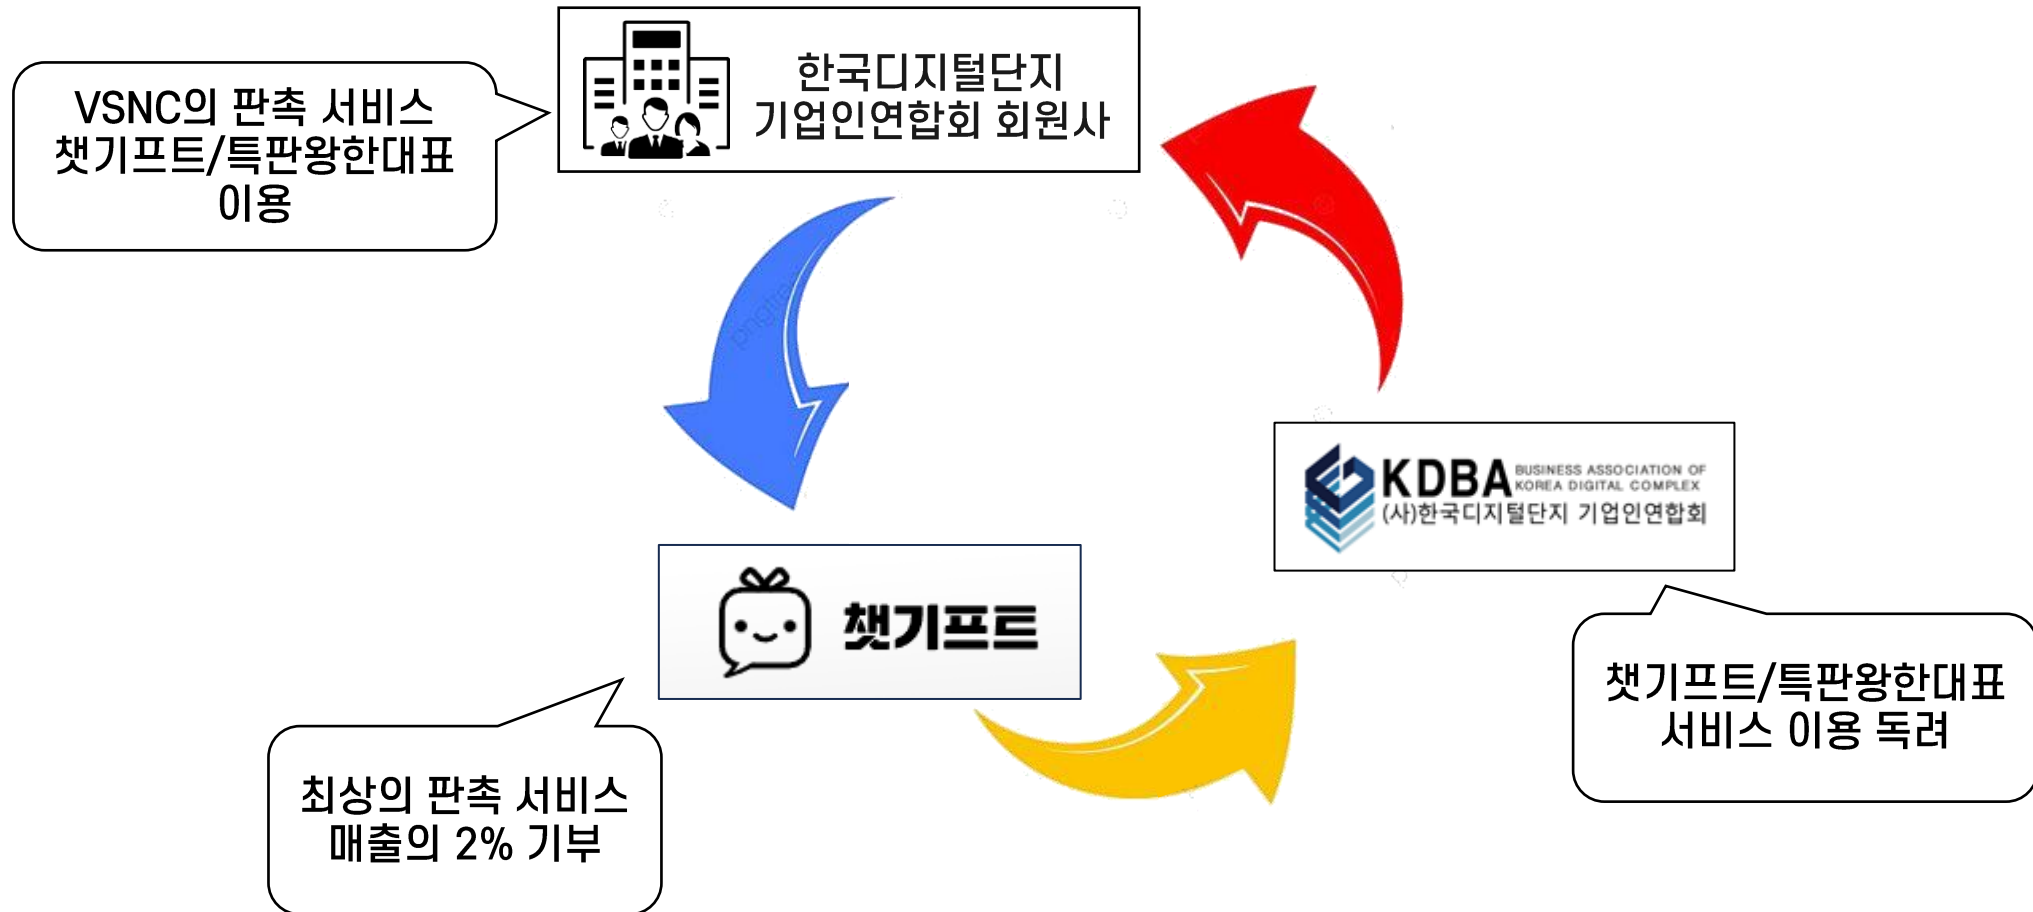 한국디지털단지
기업인연합회 회원사
VSNC의 판촉 서비스
챗기프트/특판왕한대표
이용
pngtree
KDBA
BUSINESS ASSOCIATION OF
KOREA DIGITAL COMPLEX
(사)한국디지털단지 기업인연합회
챗기프트
챗기프트/특판왕한대표
서비스 이용 독려
최상의 판촉 서비스
매출의 2% 기부